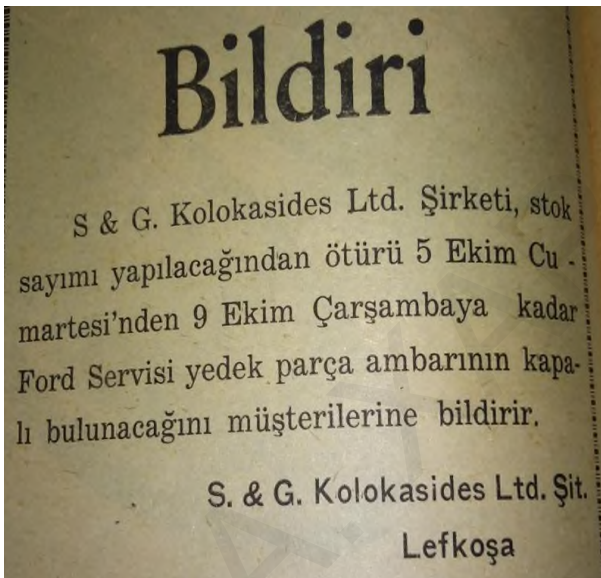 Bildiri
S & G. Kolokasides Ltd. Şirketi, stok
sayımı yapılacağından ötürü 5 Ekim Cu -
martesi'nden 9 Ekim Çarşambaya kadar
Ford Servisi yedek parça ambarının kapa-
lı bulunacağını müşterilerine bildirir.
S. & G. Kolokasides Ltd. Şit.
Lefkoşa